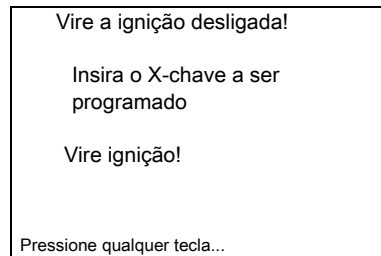 Vire a ignição desligada!
Insira o X-chave a ser
programado
Vire ignição!
Pressione qualquer tecla...